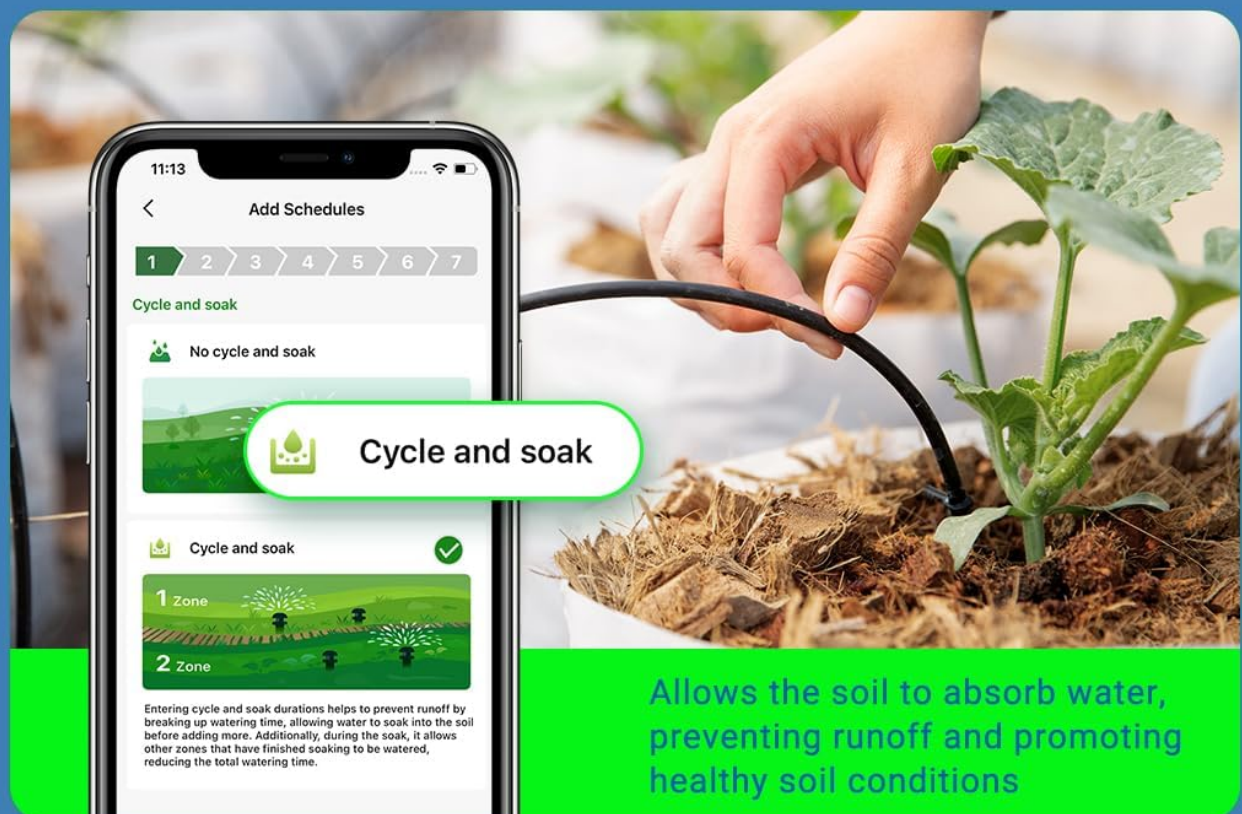 11:13
Add Schedules
1 2 3 4 5 6 7
Cycle and soak
No cycle and soak
Cycle and soak
Cycle and soak
1 Zone
2 Zone
Entering cycle and soak durations helps to prevent runoff by
breaking up watering time, allowing water to soak into the soil
before adding more. Additionally, during the soak, it allows
other zones that have finished soaking to be watered,
reducing the total watering time.
Allows the soil to absorb water,
preventing runoff and promoting
healthy soil conditions